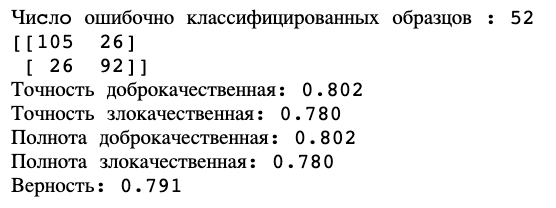 Число ошибочно классифицированных образцов : 52
[[105 26]
[ 26 92]]
Точность доброкачественная: 0.802
Точность злокачественная: 0.780
Полнота доброкачественная: 0.802
Полнота злокачественная: 0.780
Верность: 0.791